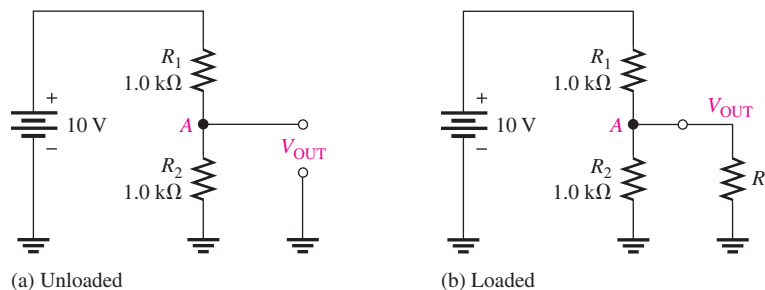 R1
1.0 kΩ
+
10 V
−
A
VOUT
R2
1.0 kΩ
(a) Unloaded
R1
1.0 kΩ
+
10 V
−
A
VOUT
R2
1.0 kΩ
R
(b) Loaded